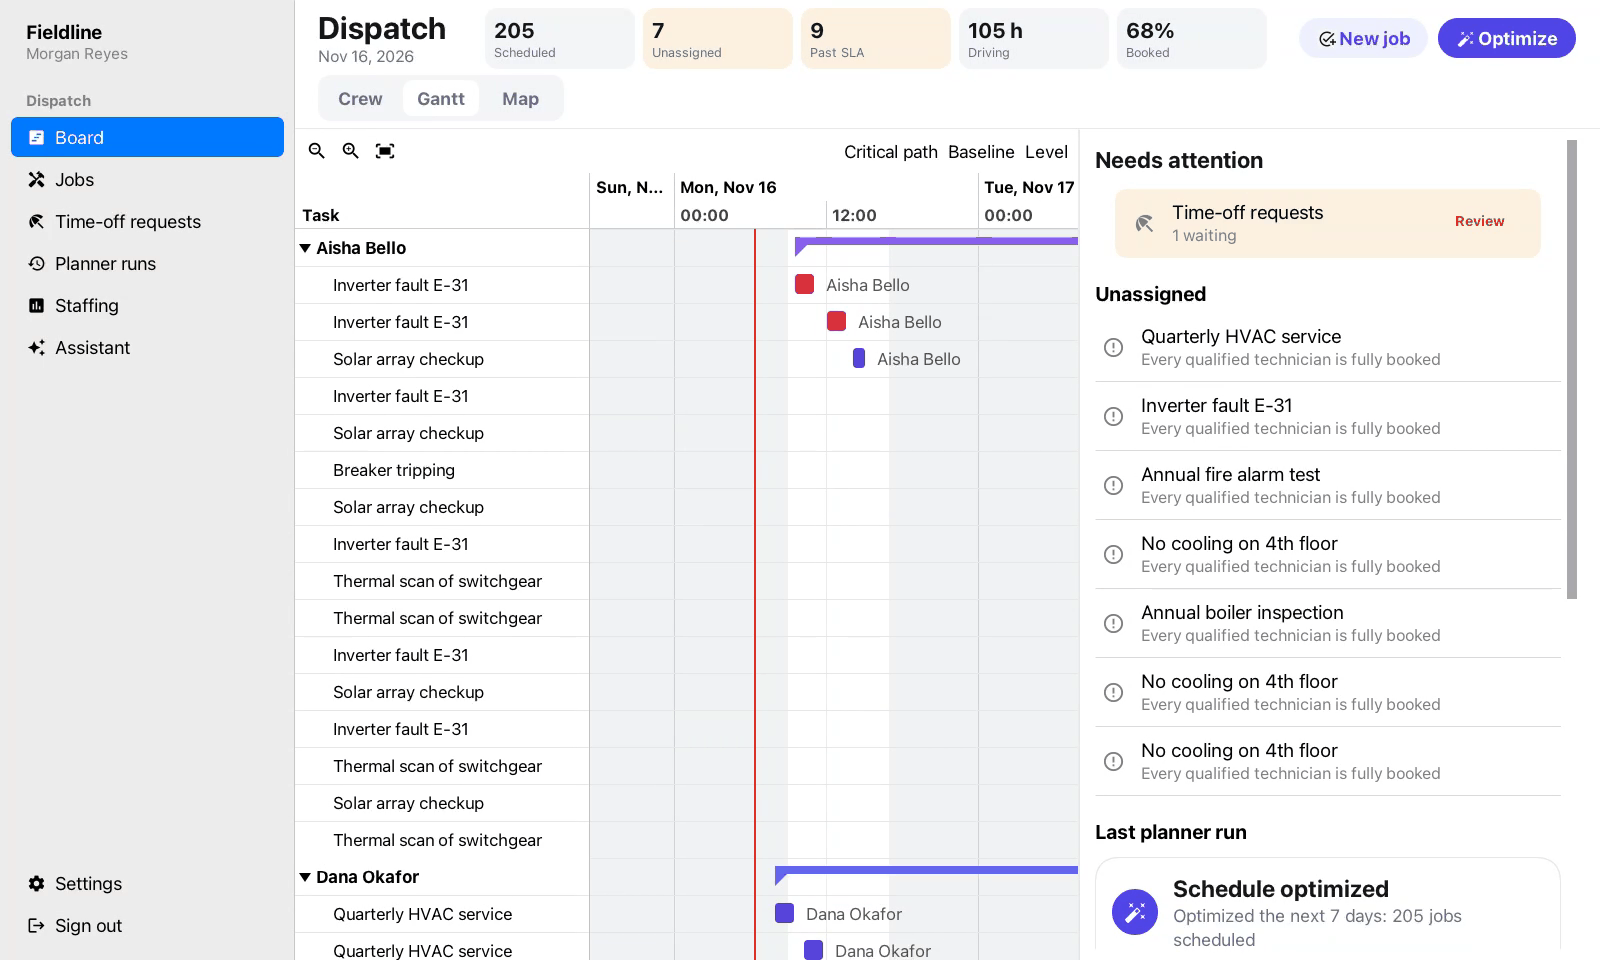 Fieldline
Morgan Reyes
Dispatch
Board
Jobs
Time-off requests
Planner runs
Staffing
Assistant
Settings
Sign out
Dispatch
Nov 16, 2026
205
Scheduled
7
Unassigned
9
Past SLA
105 h
Driving
68%
Booked
New job
Optimize
Crew
Gantt
Map
Critical path
Baseline
Level
Sun, N...
Mon, Nov 16
Tue, Nov 17
Task
00:00
12:00
00:00
Aisha Bello
Inverter fault E-31
Aisha Bello
Inverter fault E-31
Aisha Bello
Solar array checkup
Aisha Bello
Inverter fault E-31
Solar array checkup
Breaker tripping
Solar array checkup
Inverter fault E-31
Thermal scan of switchgear
Thermal scan of switchgear
Inverter fault E-31
Solar array checkup
Inverter fault E-31
Thermal scan of switchgear
Solar array checkup
Thermal scan of switchgear
Dana Okafor
Quarterly HVAC service
Dana Okafor
Quarterly HVAC service
Dana Okafor
Needs attention
Time-off requests
1 waiting
Review
Unassigned
Quarterly HVAC service
Every qualified technician is fully booked
Inverter fault E-31
Every qualified technician is fully booked
Annual fire alarm test
Every qualified technician is fully booked
No cooling on 4th floor
Every qualified technician is fully booked
Annual boiler inspection
Every qualified technician is fully booked
No cooling on 4th floor
Every qualified technician is fully booked
No cooling on 4th floor
Every qualified technician is fully booked
Last planner run
Schedule optimized
Optimized the next 7 days: 205 jobs
scheduled